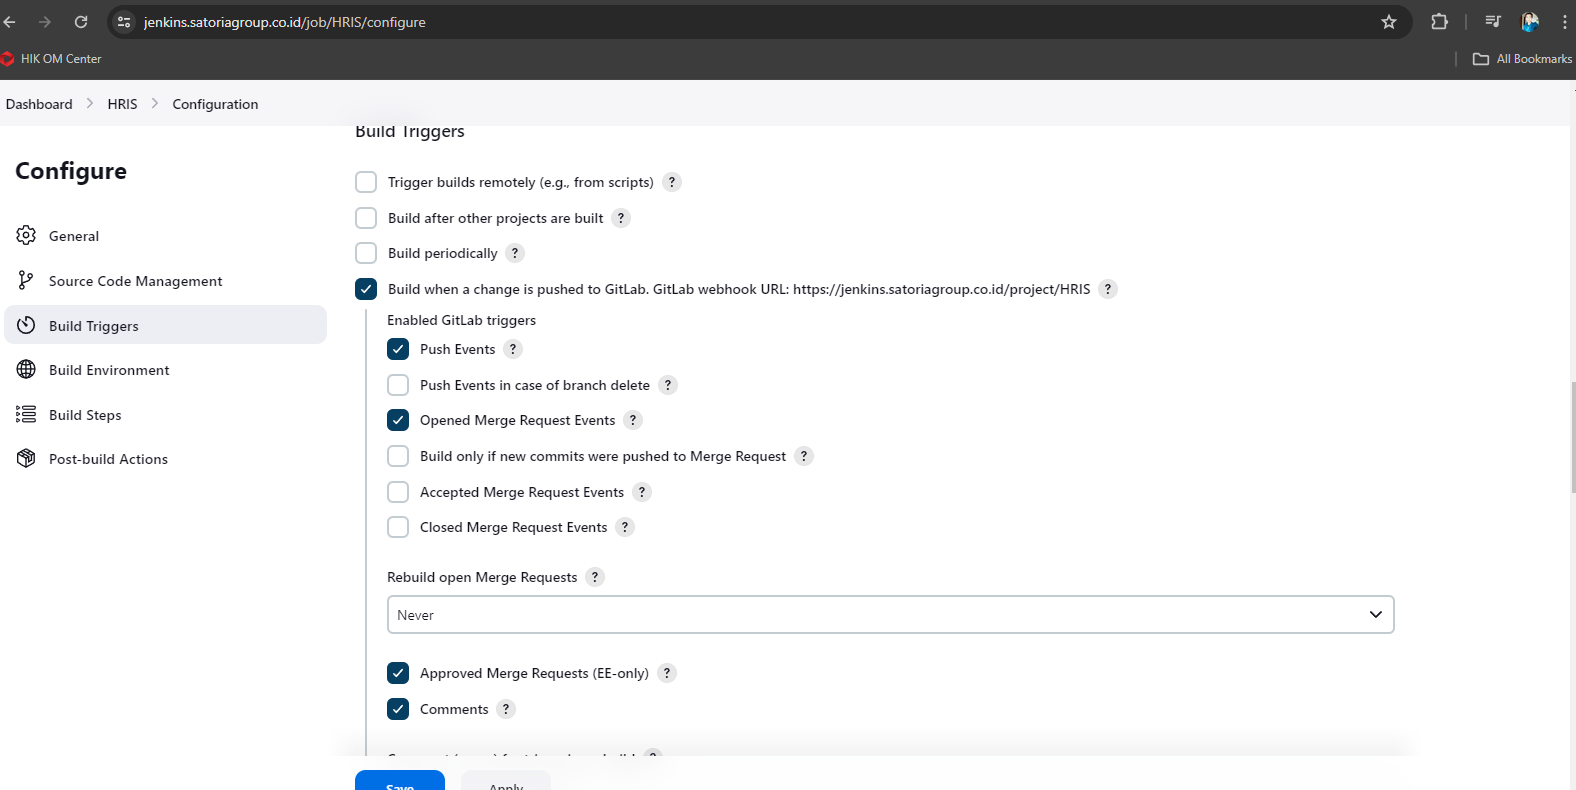 jenkins.satoriagroup.co.id/job/HRIS/configure
HIK OM Center
All Bookmarks
Dashboard > HRIS > Configuration
Configure
General
Source Code Management
Build Triggers
Build Environment
Build Steps
Post-build Actions
Build Triggers
Trigger builds remotely (e.g., from scripts) ?
Build after other projects are built ?
Build periodically ?
Build when a change is pushed to GitLab. GitLab webhook URL: https://jenkins.satoriagroup.co.id/project/HRIS ?
Enabled GitLab triggers
Push Events ?
Push Events in case of branch delete ?
Opened Merge Request Events ?
Build only if new commits were pushed to Merge Request ?
Accepted Merge Request Events ?
Closed Merge Request Events ?
Rebuild open Merge Requests ?
Never
Approved Merge Requests (EE-only) ?
Comments ?
Save
Apply